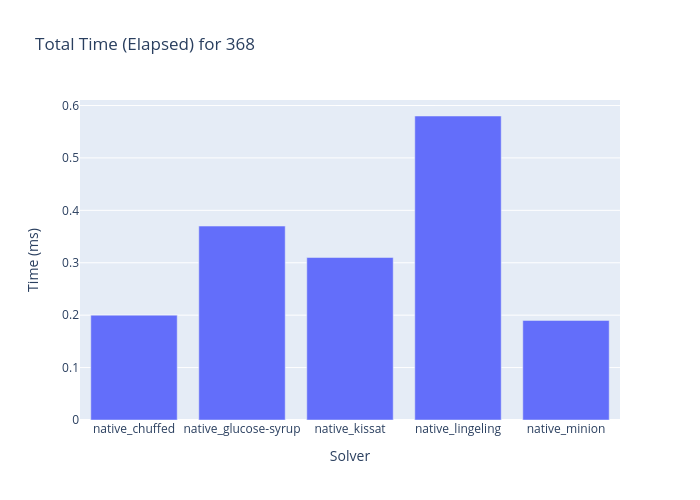 Total Time (Elapsed) for 368
Time (ms)
0.6
0.5
0.4
0.3
0.2
0.1
0
native_chuffed native_glucose-syrup native_kissat native_lingeling native_minion
Solver